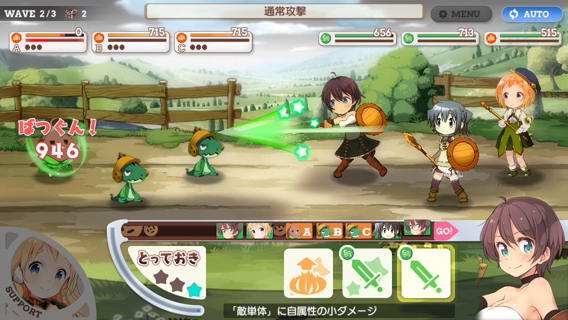 WAVE 2/3 2
通常攻撃
MENU
AUTO
0 715 715
A B C
656 713 515
ばつぐん！
946
A B C GO!
とっておき
SUPPORT
「敵単体」に自属性の小ダメージ